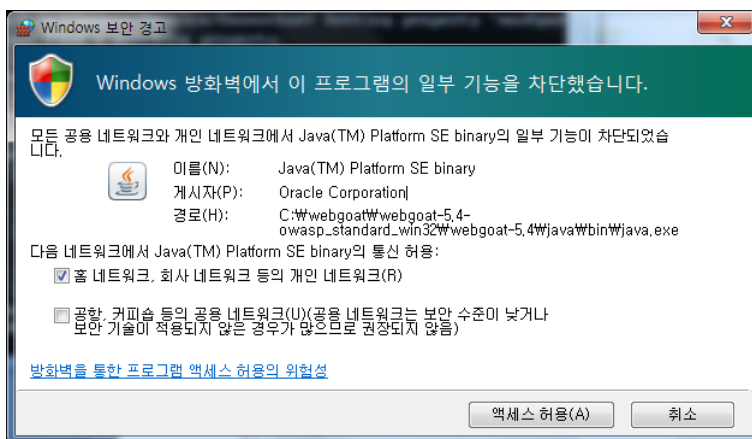 Windows 보안 경고
Windows 방화벽에서 이 프로그램의 일부 기능을 차단했습니다.
모든 공용 네트워크와 개인 네트워크에서 Java(TM) Platform SE binary의 일부 기능이 차단되었습
니다.
이름(N): Java(TM) Platform SE binary
게시자(P): Oracle Corporation
경로(H): C:\webgoat\webgoat-5.4-
owasp_standard_win32\webgoat-5.4\java\bin\java.exe
다음 네트워크에서 Java(TM) Platform SE binary의 통신 허용:
홈 네트워크, 회사 네트워크 등의 개인 네트워크(R)
공항, 커피숍 등의 공용 네트워크(U)(공용 네트워크는 보안 수준이 낮거나
보안 기술이 적용되지 않은 경우가 많으므로 권장되지 않음)
방화벽을 통한 프로그램 액세스 허용의 위험성
액세스 허용(A) 취소